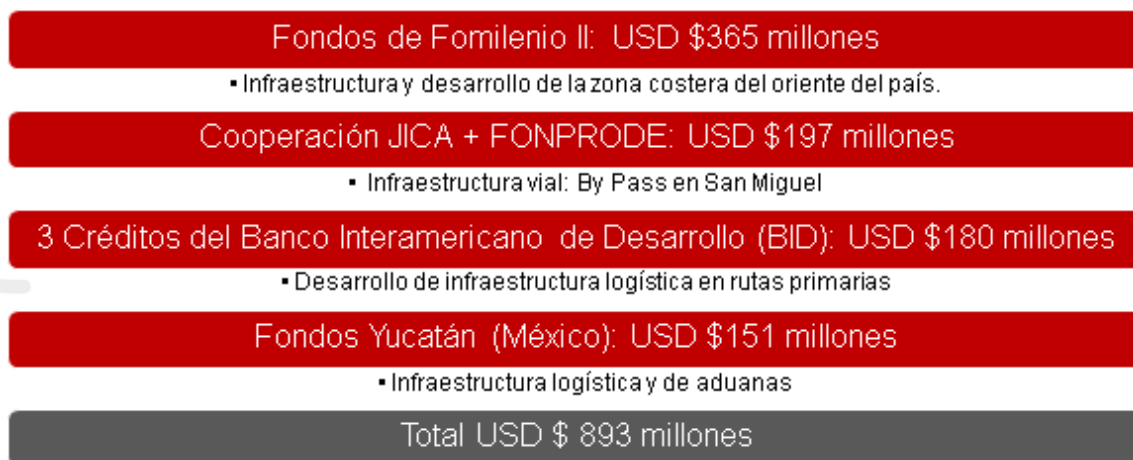 Fondos de Fomilenio II: USD $365 millones
▪ Infraestructura y desarrollo de la zona costera del oriente del país.
Cooperación JICA + FONPRODE: USD $197 millones
▪ Infraestructura vial: By Pass en San Miguel
3 Créditos del Banco Interamericano de Desarrollo (BID): USD $180 millones
▪ Desarrollo de infraestructura logística en rutas primarias
Fondos Yucatán (México): USD $151 millones
▪ Infraestructura logística y de aduanas
Total USD $ 893 millones